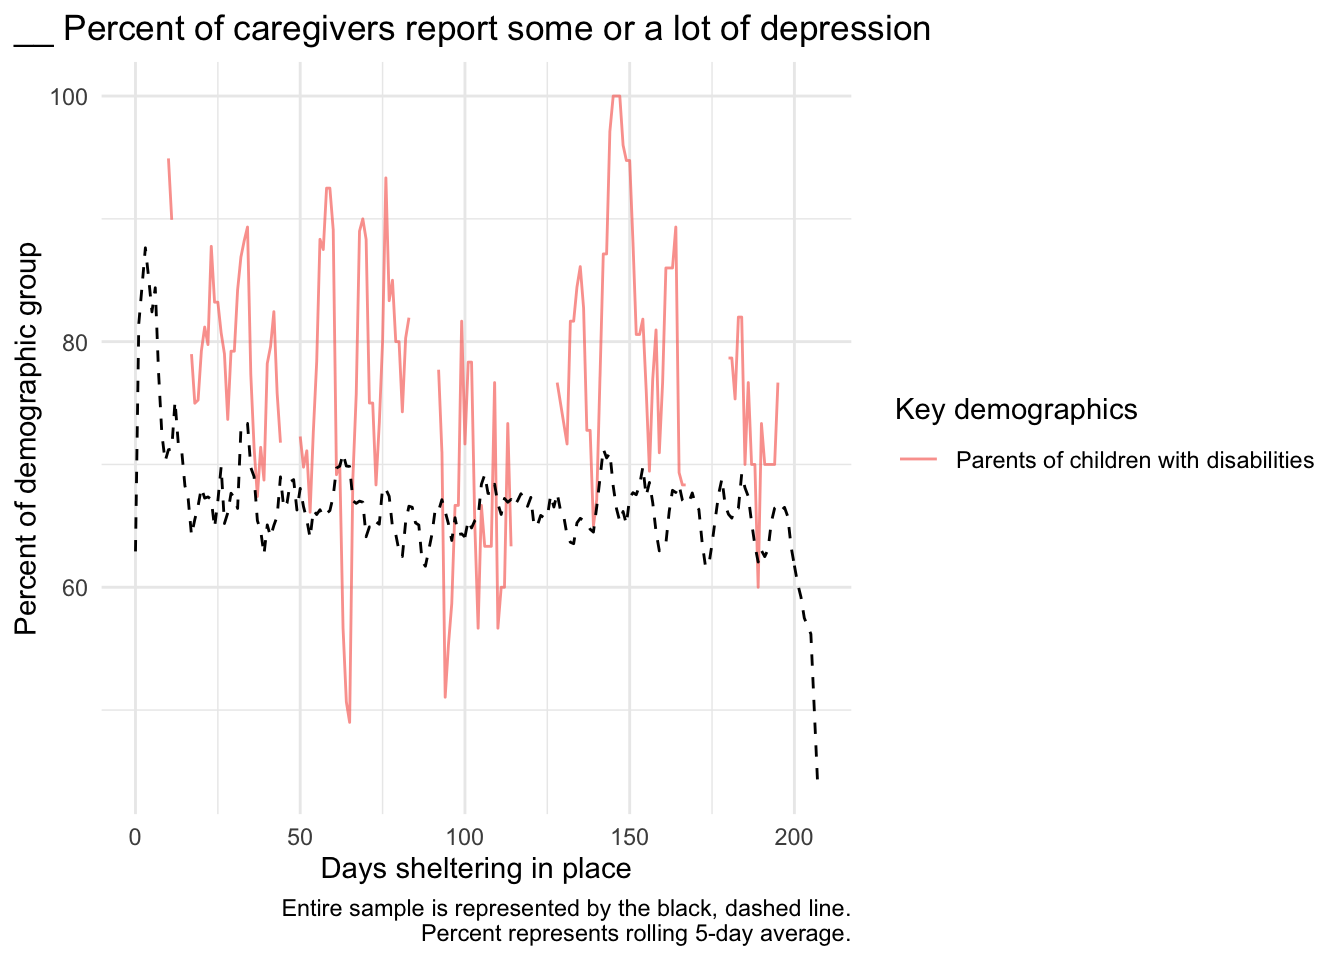 __ Percent of caregivers report some or a lot of depression
Percent of demographic group
100
80
60
0 50 100 150 200
Days sheltering in place
Key demographics
Parents of children with disabilities
Entire sample is represented by the black, dashed line.
Percent represents rolling 5-day average.